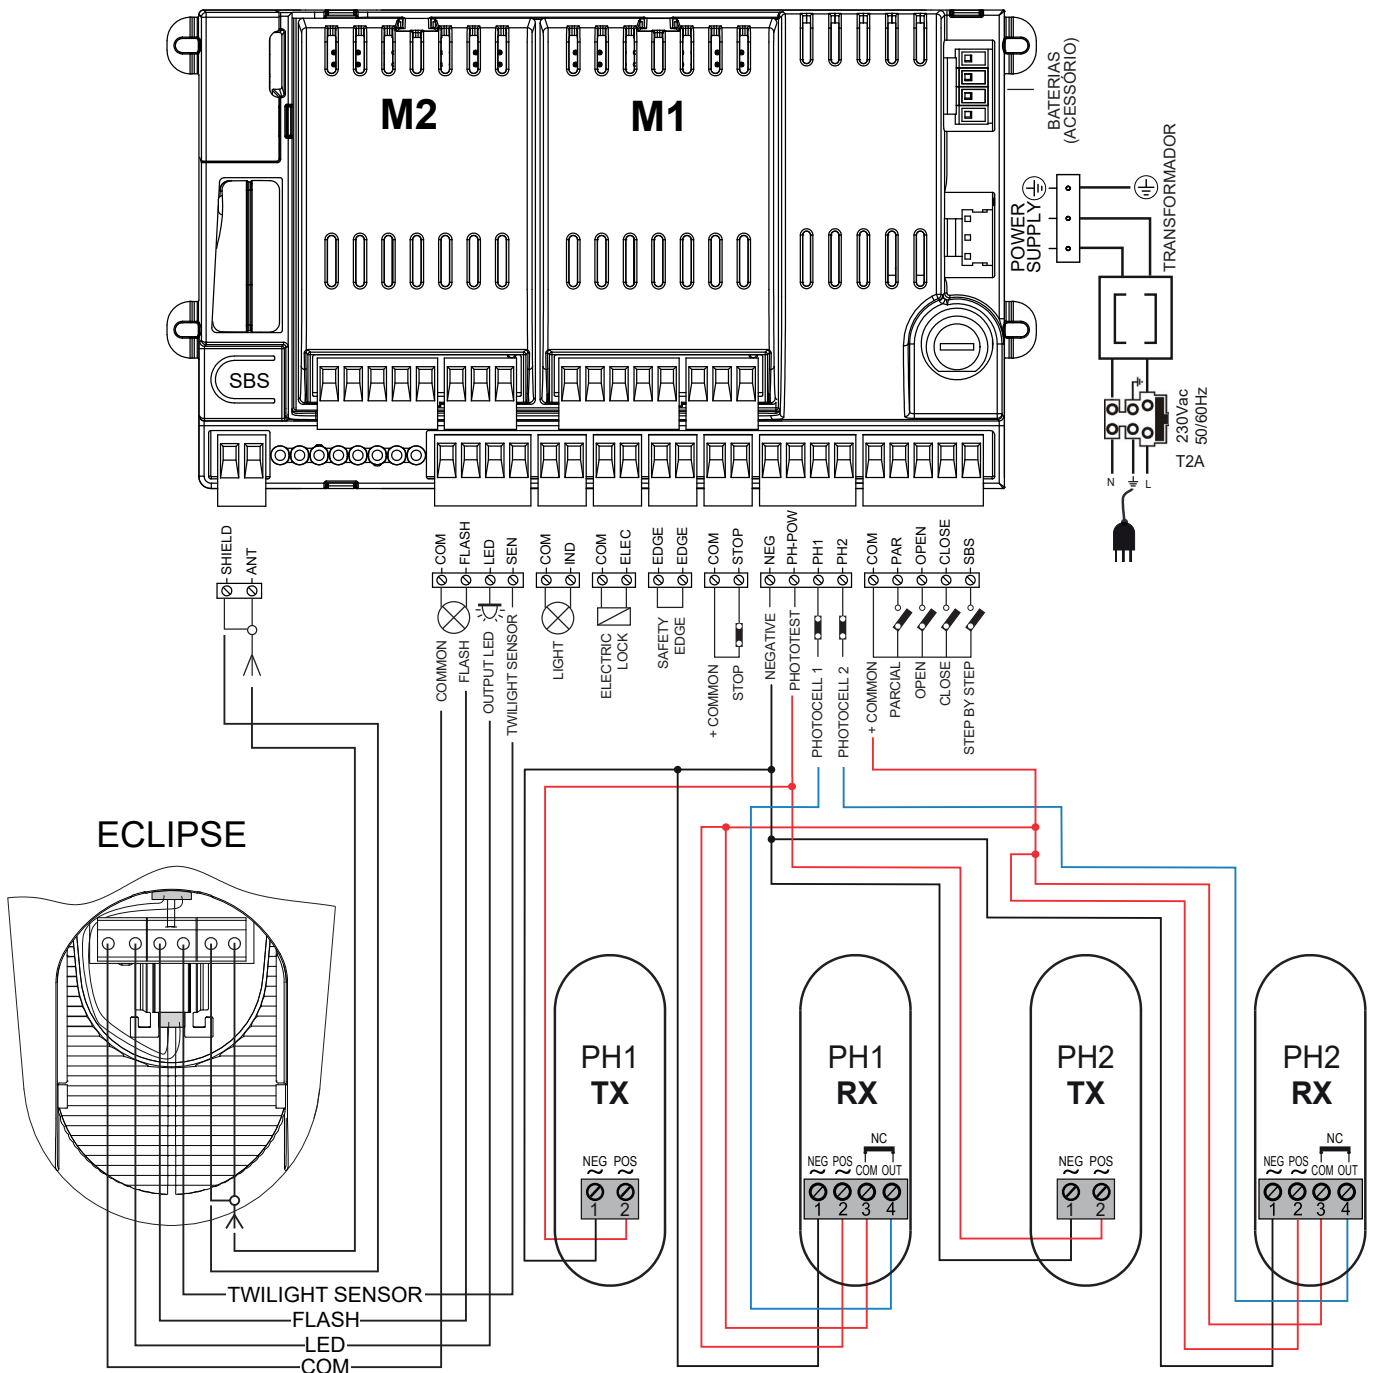 M2
M1
BATERIAS
(ACESSÓRIO)
POWER
SUPPLY
TRANSFORMADOR
230Vac
50/60Hz
T2A
N
L
SBS
SHIELD
ANT
COM
FLASH
LED
SEN
COM
IND
COM
ELEC
EDGE
EDGE
COM
STOP
NEG
PH-POW
PH1
PH2
COM
PAR
OPEN
CLOSE
SBS
COMMON
FLASH
OUTPUT LED
TWILIGHT SENSOR
LIGHT
ELECTRIC
LOCK
SAFETY
EDGE
+ COMMON
STOP
NEGATIVE
PHOTOTEST
PHOTOCELL 1
PHOTOCELL 2
+ COMMON
PARCIAL
OPEN
CLOSE
STEP BY STEP
ECLIPSE
PH1
TX
NEG POS
~ ~
1 2
PH1
RX
NC
NEG POS COM OUT
~ ~
1 2 3 4
PH2
TX
NEG POS
~ ~
1 2
PH2
RX
NC
NEG POS COM OUT
~ ~
1 2 3 4
TWILIGHT SENSOR
FLASH
LED
COM